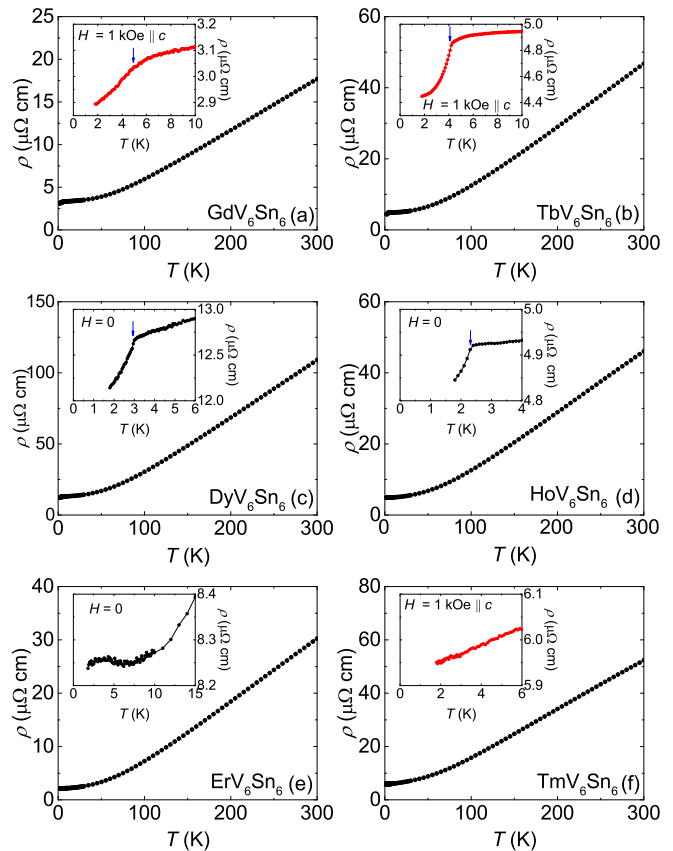 25
20
15
10
5
0
ρ (μΩ cm)
H = 1 kOe ∥ c
3.2
3.1
3.0
2.9
ρ (μΩ cm)
0 2 4 6 8 10
T (K)
GdV6Sn6 (a)
0 100 200 300
T (K)
60
40
20
0
ρ (μΩ cm)
5.0
4.8
4.6
4.4
ρ (μΩ cm)
H = 1 kOe ∥ c
0 2 4 6 8 10
T (K)
TbV6Sn6 (b)
0 100 200 300
T (K)
150
125
100
75
50
25
0
ρ (μΩ cm)
H = 0
13.0
12.5
12.0
ρ (μΩ cm)
0 1 2 3 4 5 6
T (K)
DyV6Sn6 (c)
0 100 200 300
T (K)
60
40
20
0
ρ (μΩ cm)
H = 0
5.0
4.9
4.8
ρ (μΩ cm)
0 1 2 3 4
T (K)
HoV6Sn6 (d)
0 100 200 300
T (K)
40
30
20
10
0
ρ (μΩ cm)
H = 0
8.4
8.3
8.2
ρ (μΩ cm)
0 5 10 15
T (K)
ErV6Sn6 (e)
0 100 200 300
T (K)
80
60
40
20
0
ρ (μΩ cm)
H = 1 kOe ∥ c
6.1
6.0
5.9
ρ (μΩ cm)
0 2 4 6
T (K)
TmV6Sn6 (f)
0 100 200 300
T (K)